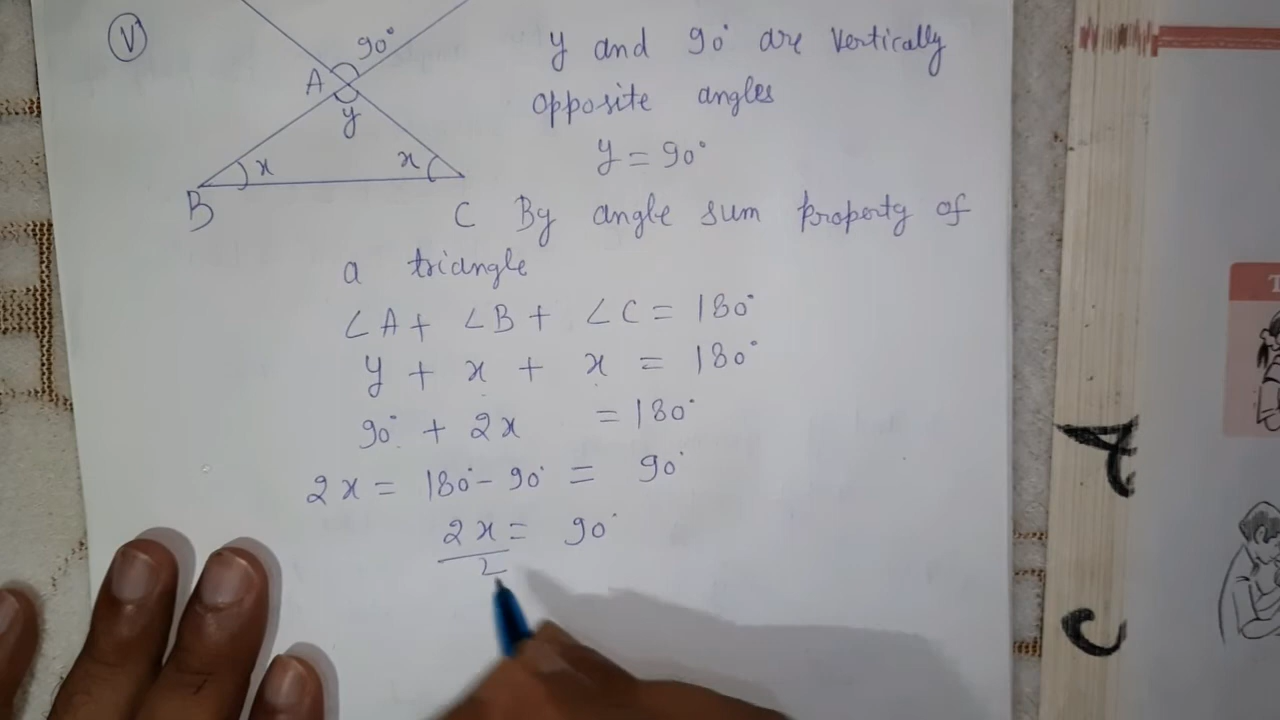 V
90°
A
y
x
x
B
C
y and 90° are vertically
opposite angles
y = 90°
By angle sum property of
a triangle
∠A + ∠B + ∠C = 180°
y + x + x = 180°
90° + 2x = 180°
2x = 180° - 90° = 90°
2x = 90°
2
T
A
C